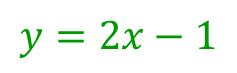 y = 2x − 1